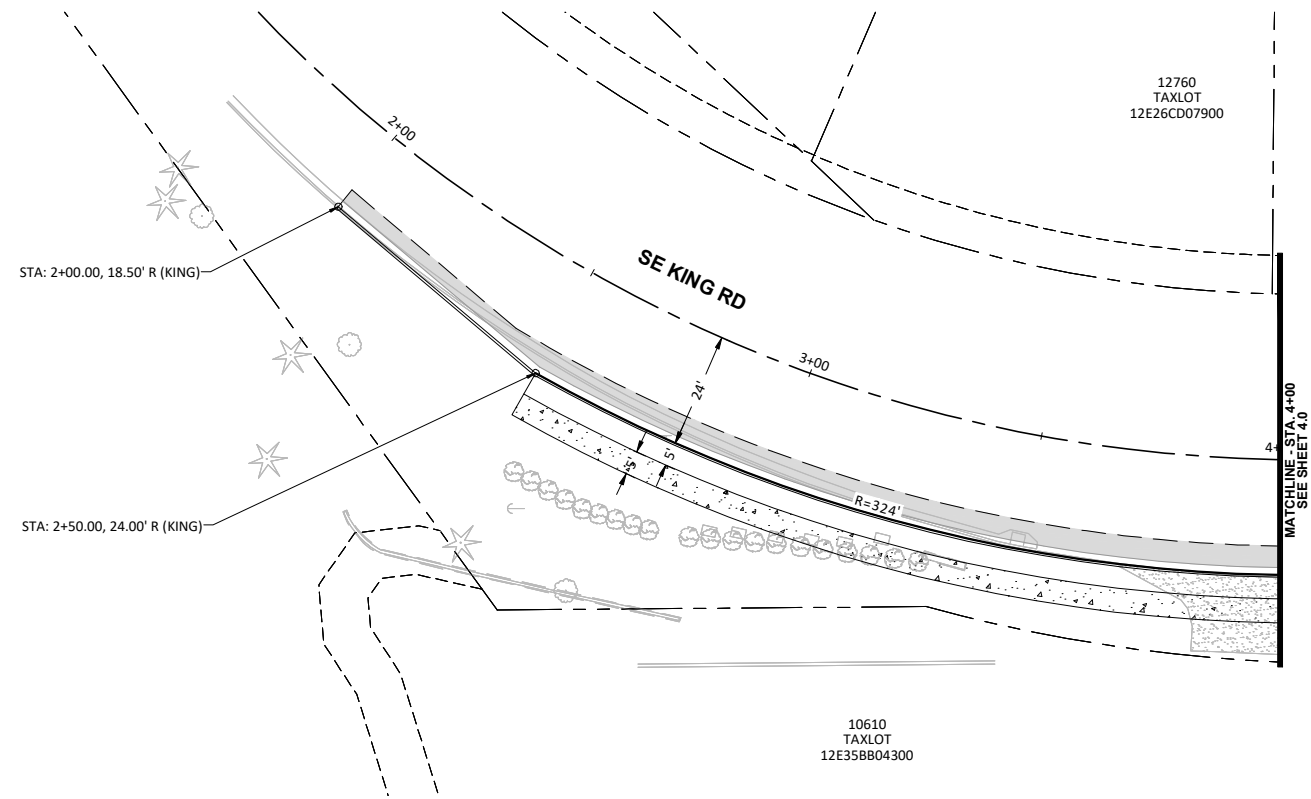 12760
TAXLOT
12E26CD07900
2+00
STA: 2+00.00, 18.50' R (KING)
SE KING RD
3+00
24'
4+
MATCHLINE - STA. 4+00
SEE SHEET 4.0
5'
5'
R=324'
STA: 2+50.00, 24.00' R (KING)
10610
TAXLOT
12E35BB04300